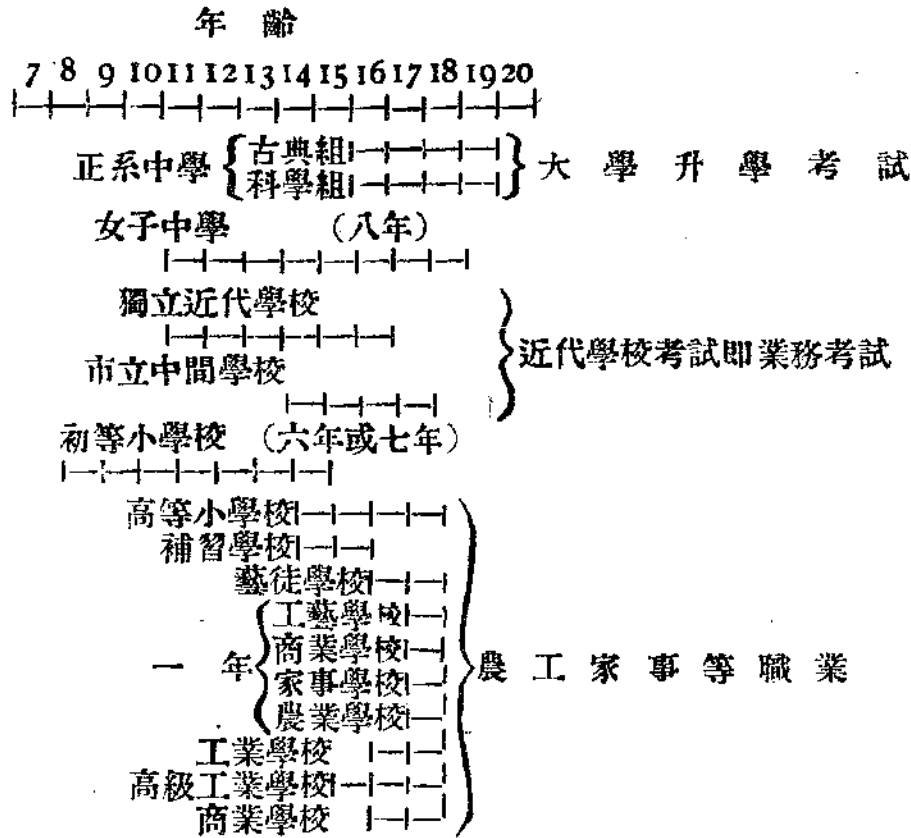 年齡
7 8 9 10 11 12 13 14 15 16 17 18 19 20
正系中學 古典組 大學升學考試
科學組
女子中學 (八年)
獨立近代學校
近代學校考試即業務考試
市立中間學校
初等小學校 (六年或七年)
高等小學校
補習學校
藝徒學校
工藝學校
商業學校
一年 家事學校 農工家事等職業
農業學校
工業學校
高級工業學校
商業學校